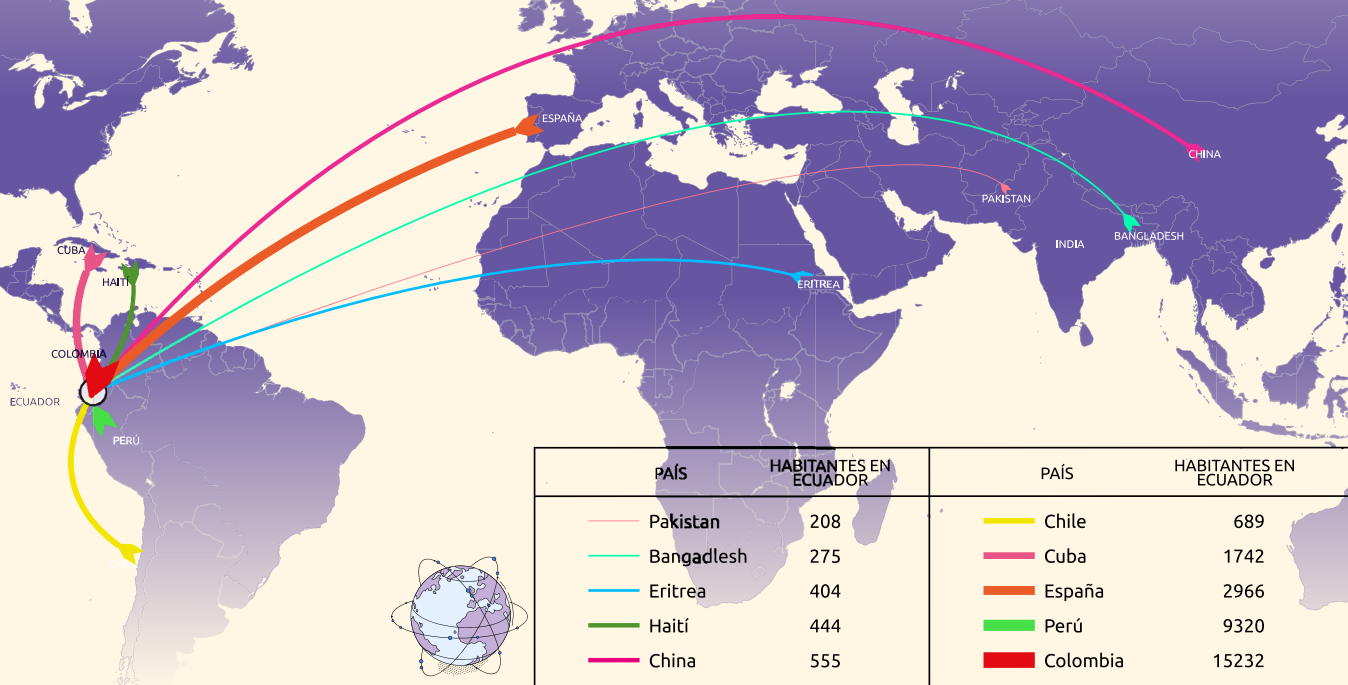 ESPAÑA
CHINA
PAKISTAN
BANGLADESH
INDIA
CUBA
HAITÍ
ERITREA
COLOMBIA
ECUADOR
PERÚ
PAÍS HABITANTES EN ECUADOR PAÍS HABITANTES EN ECUADOR
Pakistan 208 Chile 689
Bangadlesh 275 Cuba 1742
Eritrea 404 España 2966
Haití 444 Perú 9320
China 555 Colombia 15232